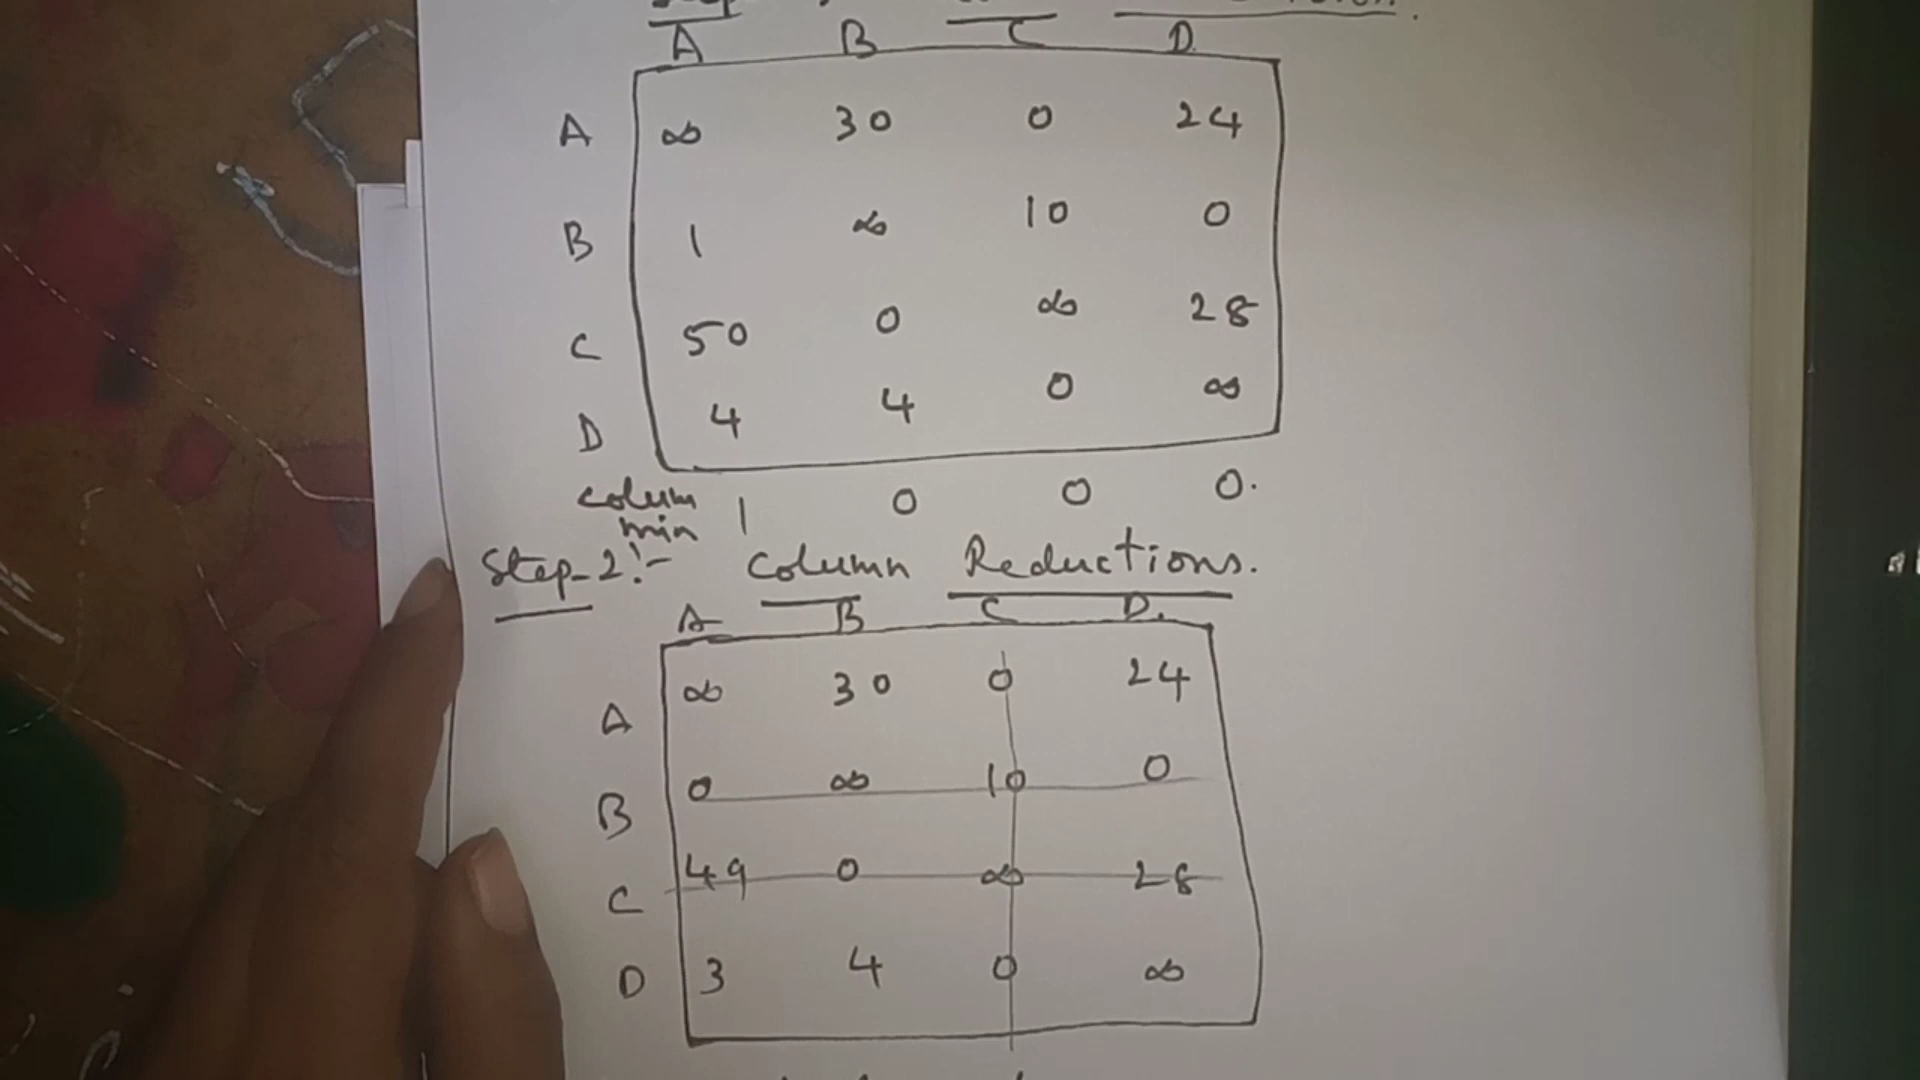 A B C D.
A ∞ 30 0 24
B 1 ∞ 10 0
C 50 0 ∞ 28
D 4 4 0 ∞
colum min 1 0 0 0.
Step-2:- Column Reductions.
A B C D.
A ∞ 30 0 24
B 0 ∞ 10 0
C 49 0 ∞ 28
D 3 4 0 ∞